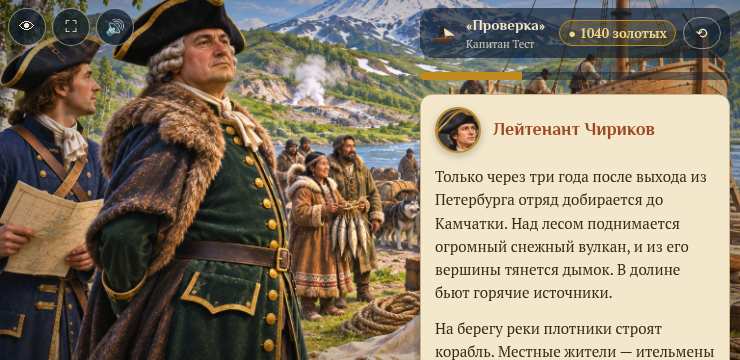 «Проверка»
Капитан Тест
1040 золотых
Лейтенант Чириков
Только через три года после выхода из
Петербурга отряд добирается до
Камчатки. Над лесом поднимается
огромный снежный вулкан, и из его
вершины тянется дымок. В долине
бьют горячие источники.
На берегу реки плотники строят
корабль. Местные жители — ительмены